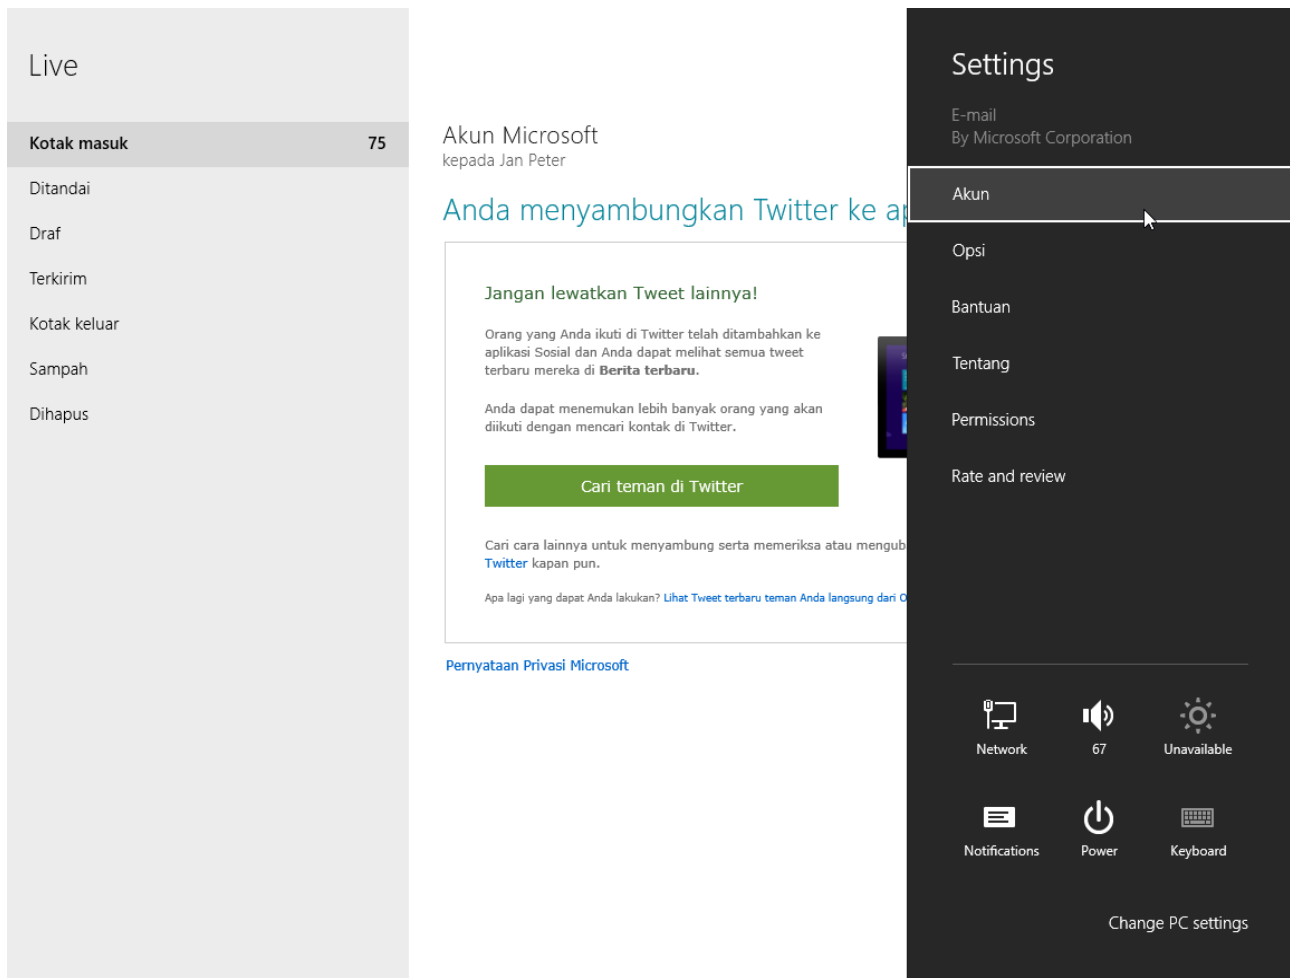 Live
Kotak masuk 75
Ditandai
Draf
Terkirim
Kotak keluar
Sampah
Dihapus
Akun Microsoft
kepada Jan Peter
Anda menyambungkan Twitter ke
Jangan lewatkan Tweet lainnya!
Orang yang Anda ikuti di Twitter telah ditambahkan ke
aplikasi Sosial dan Anda dapat melihat semua tweet
terbaru mereka di Berita terbaru.
Anda dapat menemukan lebih banyak orang yang akan
diikuti dengan mencari kontak di Twitter.
Cari teman di Twitter
Cari cara lainnya untuk menyambung serta memeriksa atau mengub
Twitter kapan pun.
Apa lagi yang dapat Anda lakukan? Lihat Tweet terbaru teman Anda langsung dari O
Pernyataan Privasi Microsoft
Settings
E-mail
By Microsoft Corporation
Akun
Opsi
Bantuan
Tentang
Permissions
Rate and review
Network
67
Unavailable
Notifications
Power
Keyboard
Change PC settings